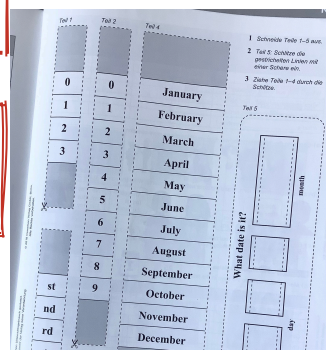 Teil 1
0
1
2
3
st
nd
rd
Teil 2
0
1
2
3
4
5
6
7
8
9
Teil 4
January
February
March
April
May
June
July
August
September
October
November
December
1 Schneide Teile 1–5 aus.
2 Teil 5: Schlitze die
gestrichelten Linien mit
einer Schere ein.
3 Ziehe Teile 1–4 durch die
Schlitze.
Teil 5
What date is it?
month
day